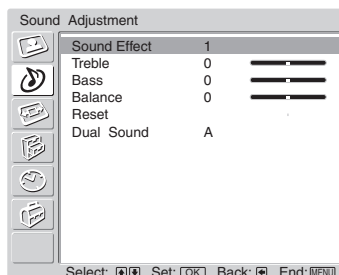 Sound Adjustment
Sound Effect 1
Treble 0
Bass 0
Balance 0
Reset
Dual Sound A
Select: Set: OK Back: End: MENU